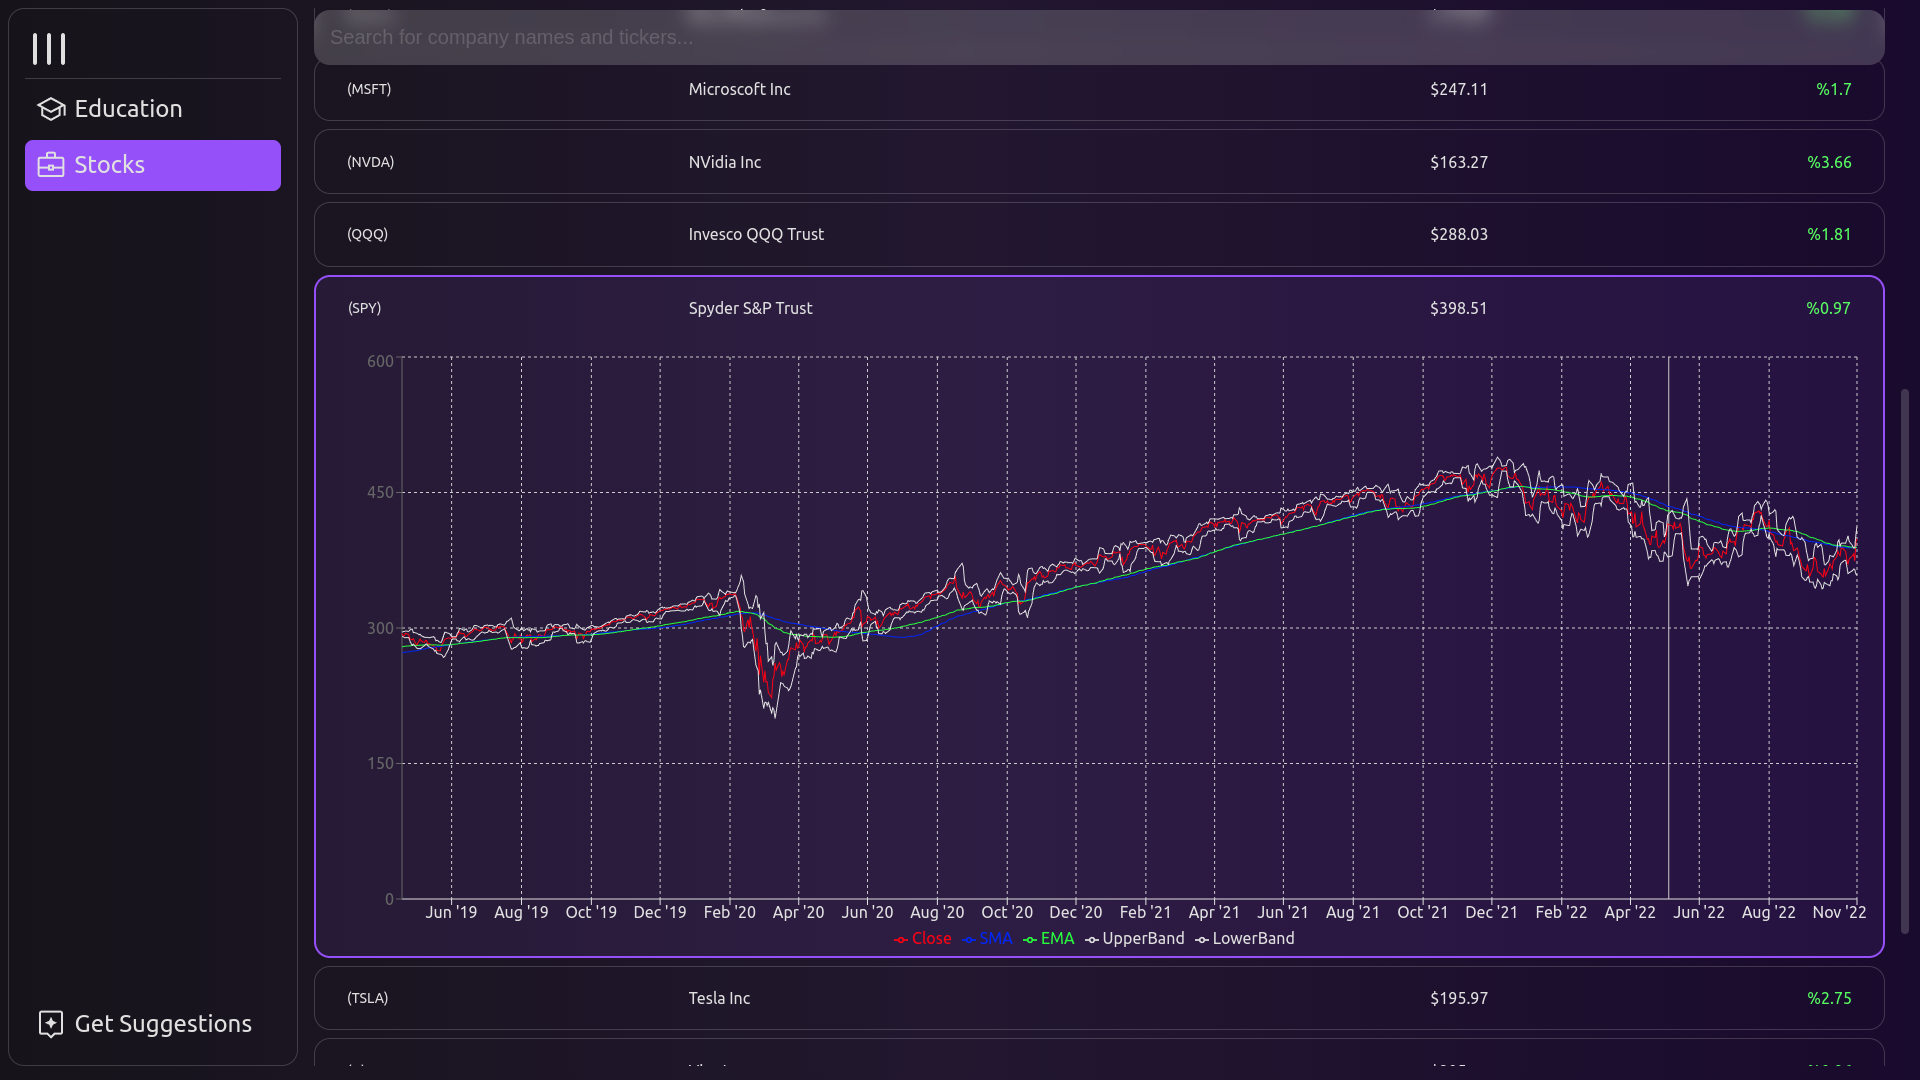 Education
Stocks
Get Suggestions
Search for company names and tickers...
(MSFT) Microscoft Inc $247.11 %1.7
(NVDA) NVidia Inc $163.27 %3.66
(QQQ) Invesco QQQ Trust $288.03 %1.81
(SPY) Spyder S&P Trust $398.51 %0.97
600
450
300
150
0
Jun '19 Aug '19 Oct '19 Dec '19 Feb '20 Apr '20 Jun '20 Aug '20 Oct '20 Dec '20 Feb '21 Apr '21 Jun '21 Aug '21 Oct '21 Dec '21 Feb '22 Apr '22 Jun '22 Aug '22 Nov '22
Close SMA EMA UpperBand LowerBand
(TSLA) Tesla Inc $195.97 %2.75